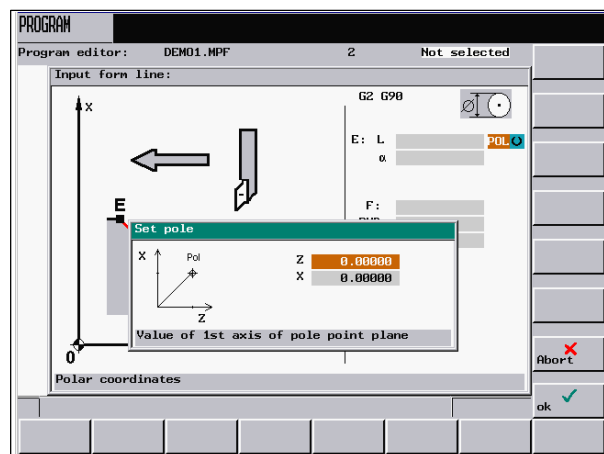 PROGRAM
Program editor: DEMO1.MPF 2 Not selected
Input form line:
G2 G90
X
Ø
E: L POL
α
E
F:
Set pole
X Pol
Z 0.00000
X 0.00000
Z
Value of 1st axis of pole point plane
0
Abort
Polar coordinates
ok